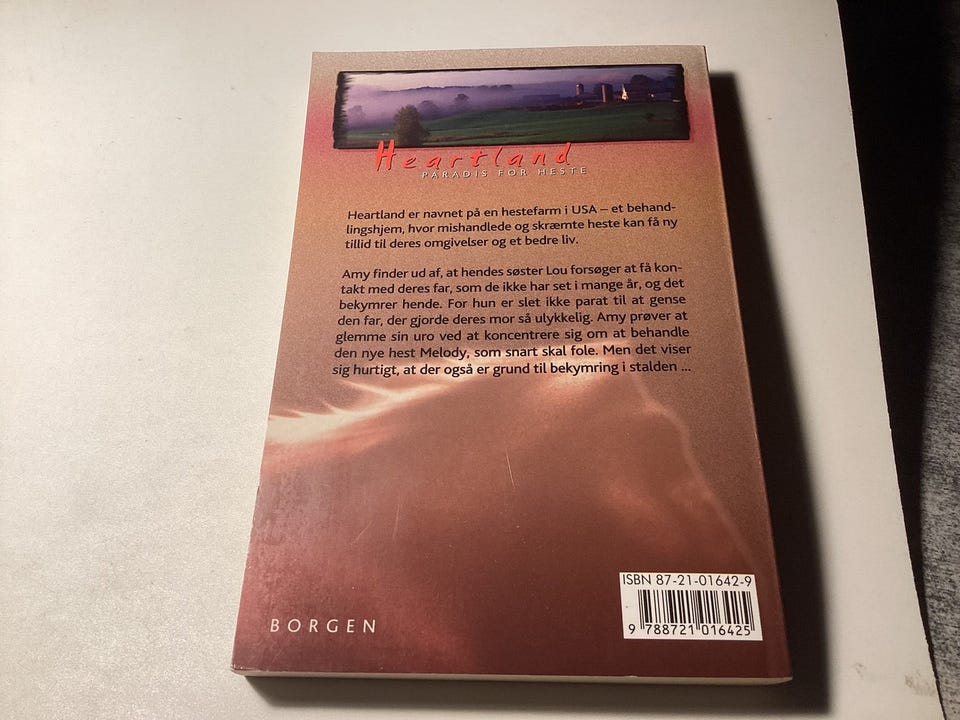 Heartland
PARADIS FOR HESTE
Heartland er navnet på en hestefarm i USA – et behand-
lingshjem, hvor mishandlede og skræmte heste kan få ny
tillid til deres omgivelser og et bedre liv.
Amy finder ud af, at hendes søster Lou forsøger at få kon-
takt med deres far, som de ikke har set i mange år, og det
bekymrer hende. For hun er slet ikke parat til at gense
den far, der gjorde deres mor så ulykkelig. Amy prøver at
glemme sin uro ved at koncentrere sig om at behandle
den nye hest Melody, som snart skal fole. Men det viser
sig hurtigt, at der også er grund til bekymring i stalden ...
ISBN 87-21-01642-9
9 788721 016425
BORGEN